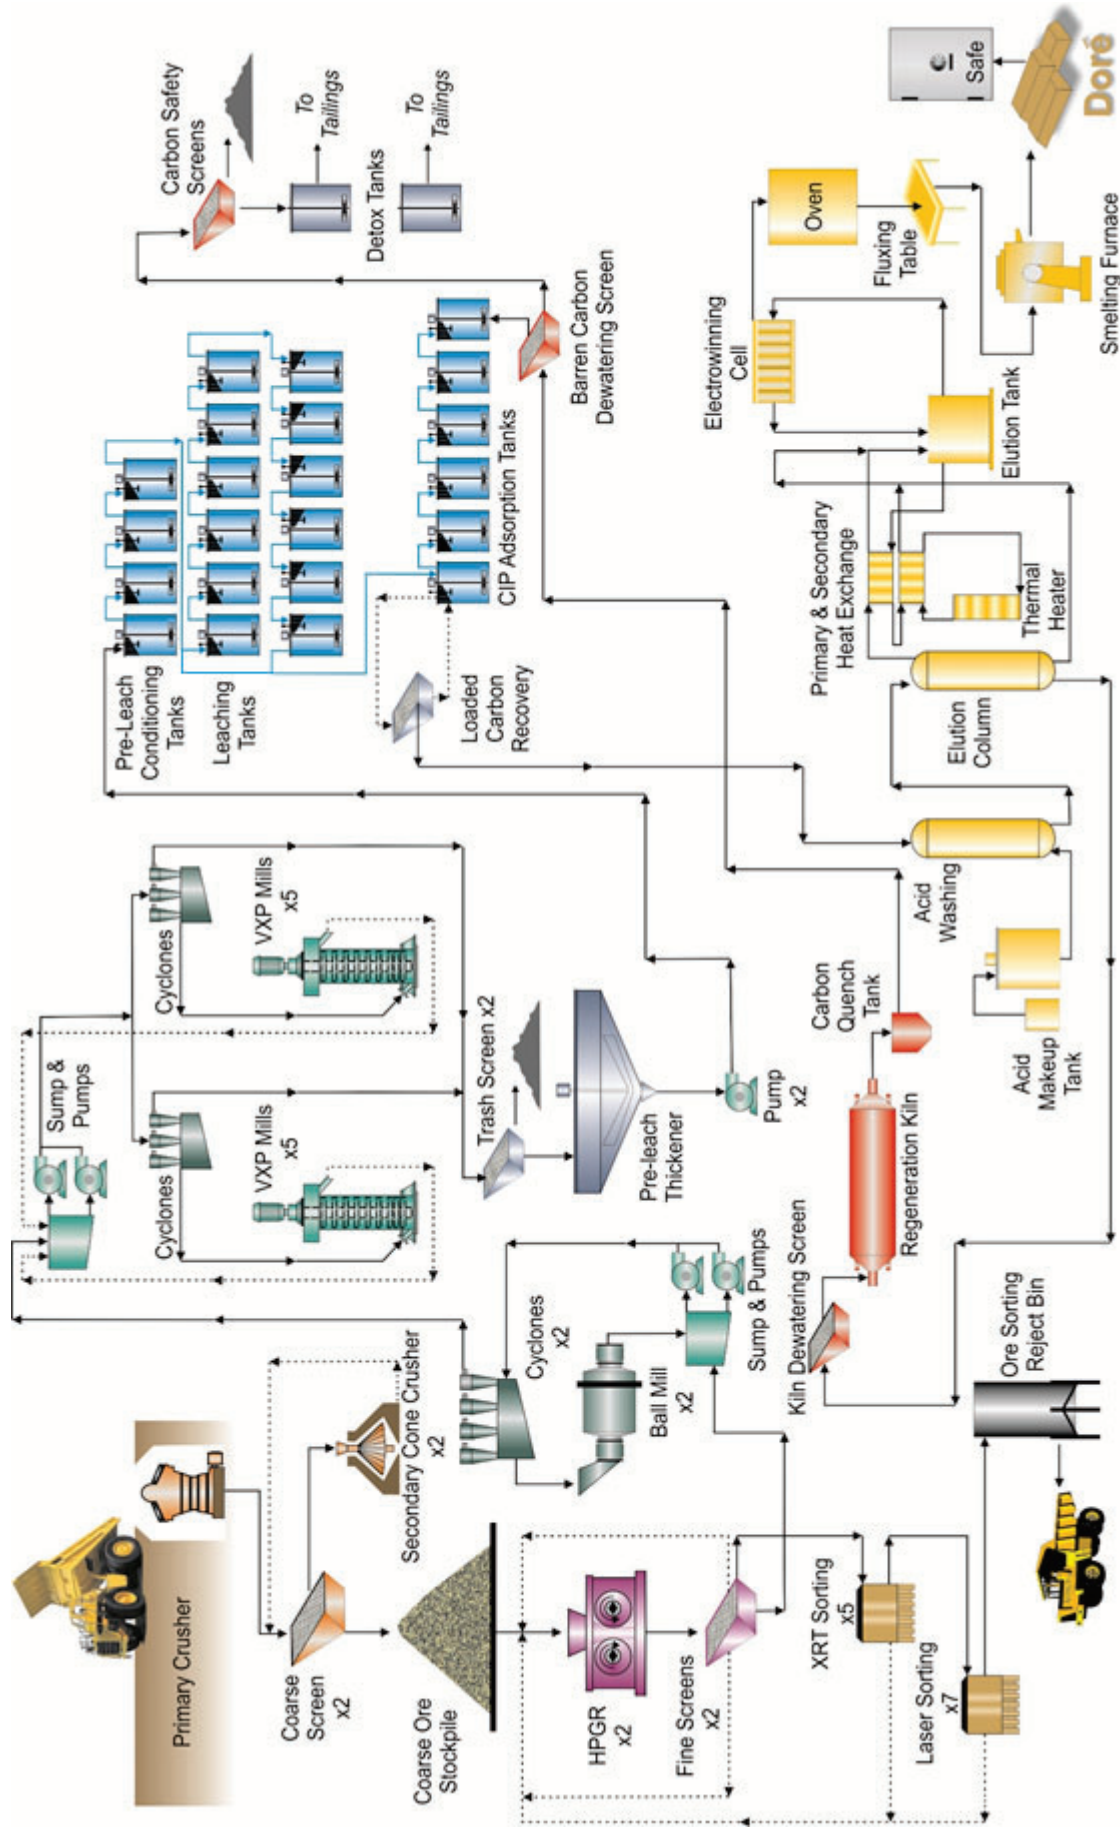 Primary Crusher
Coarse
Screen
x2
Secondary Cone Crusher
x2
Coarse Ore
Stockpile
HPGR
x2
Fine Screens
x2
XRT Sorting
x5
Laser Sorting
x7
Ore Sorting
Reject Bin
Cyclones
x2
Ball Mill
x2
Sump & Pumps
Sump &
Pumps
Cyclones
VXP Mills
x5
Cyclones
VXP Mills
x5
Trash Screen x2
Pre-leach
Thickener
Pump
x2
Pre-Leach
Conditioning
Tanks
Leaching
Tanks
Loaded
Carbon
Recovery
CIP Adsorption Tanks
Barren Carbon
Dewatering Screen
Carbon Safety
Screens
To
Tailings
Detox Tanks
To
Tailings
Kiln Dewatering Screen
Regeneration Kiln
Carbon
Quench
Tank
Acid
Makeup
Tank
Acid
Washing
Elution
Column
Primary & Secondary
Heat Exchange
Thermal
Heater
Elution Tank
Electrowinning
Cell
Oven
Fluxing
Table
Smelting Furnace
Safe
Doré